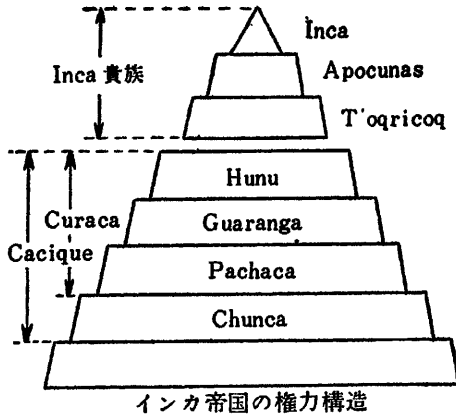 Inca
Apocunas
Inca 貴族
T'oqricoq
Hunu
Curaca
Guaranga
Cacique
Pachaca
Chunca
インカ帝国の権力構造